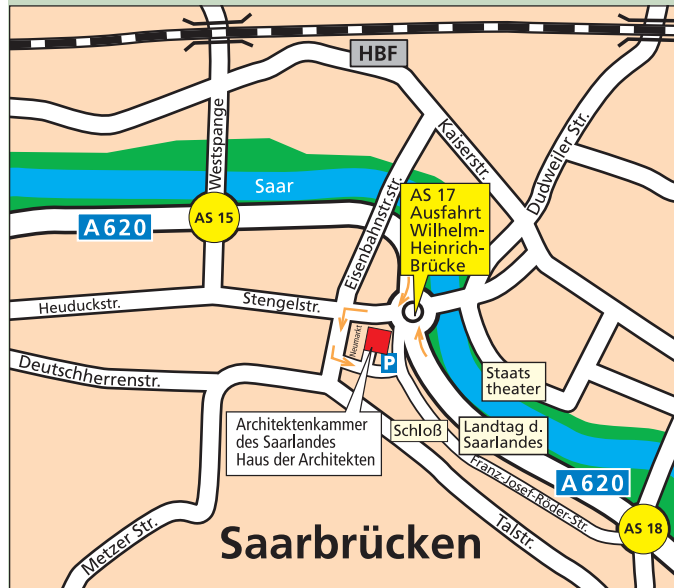 HBF
Westspange
Kaiserstr.
Dudweiler Str.
Saar
Eisenbahnstr.str.
AS 17
Ausfahrt
Wilhelm-
Heinrich-
Brücke
AS 15
A 620
Heuduckstr.
Stengelstr.
Neumarkt
P
Deutschherrenstr.
Staats
theater
Architektenkammer
des Saarlandes
Haus der Architekten
Schloß
Landtag d.
Saarlandes
Franz-Josef-Röder-Str.
A 620
AS 18
Metzer Str.
Talstr.
Saarbrücken